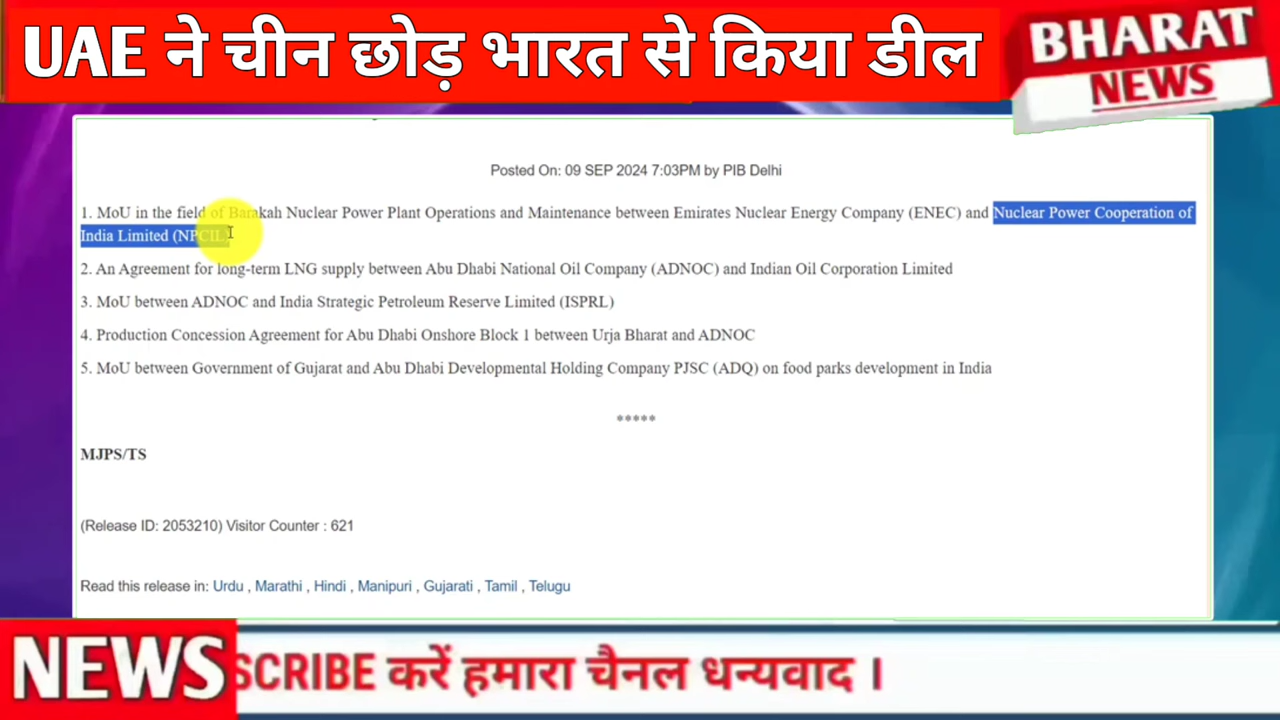 UAE ने चीन छोड़ भारत से किया डील
BHARAT
NEWS
Posted On: 09 SEP 2024 7:03PM by PIB Delhi
1. MoU in the field of Barakah Nuclear Power Plant Operations and Maintenance between Emirates Nuclear Energy Company (ENEC) and Nuclear Power Cooperation of
India Limited (NPCIL)
2. An Agreement for long-term LNG supply between Abu Dhabi National Oil Company (ADNOC) and Indian Oil Corporation Limited
3. MoU between ADNOC and India Strategic Petroleum Reserve Limited (ISPRL)
4. Production Concession Agreement for Abu Dhabi Onshore Block 1 between Urja Bharat and ADNOC
5. MoU between Government of Gujarat and Abu Dhabi Developmental Holding Company PJSC (ADQ) on food parks development in India
*****
MJPS/TS
(Release ID: 2053210) Visitor Counter : 621
Read this release in: Urdu , Marathi , Hindi , Manipuri , Gujarati , Tamil , Telugu
NEWS
SCRIBE करें हमारा चैनल धन्यवाद ।